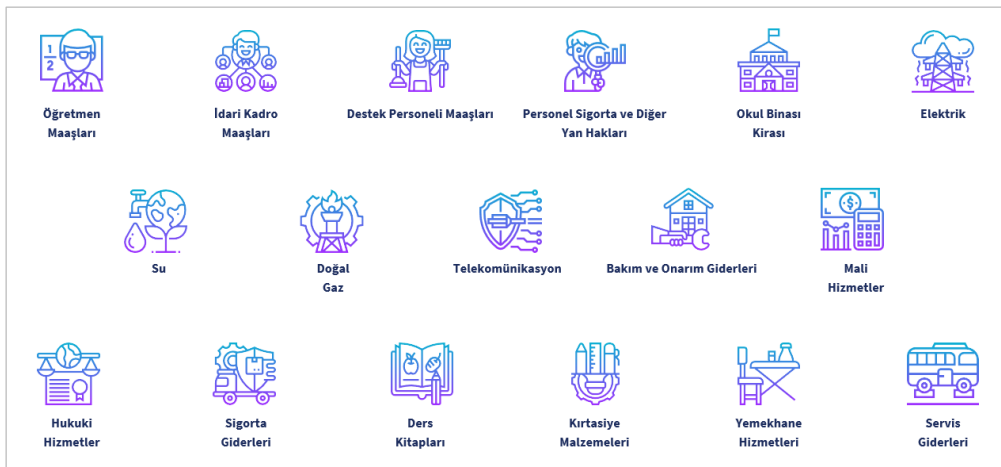 1
2
Öğretmen
Maaşları
İdari Kadro
Maaşları
Destek Personeli Maaşları
Personel Sigorta ve Diğer
Yan Hakları
Okul Binası
Kirası
Elektrik
Su
Doğal
Gaz
Telekomünikasyon
Bakım ve Onarım Giderleri
$
Mali
Hizmetler
Hukuki
Hizmetler
Sigorta
Giderleri
Ders
Kitapları
Kırtasiye
Malzemeleri
Yemekhane
Hizmetleri
Servis
Giderleri